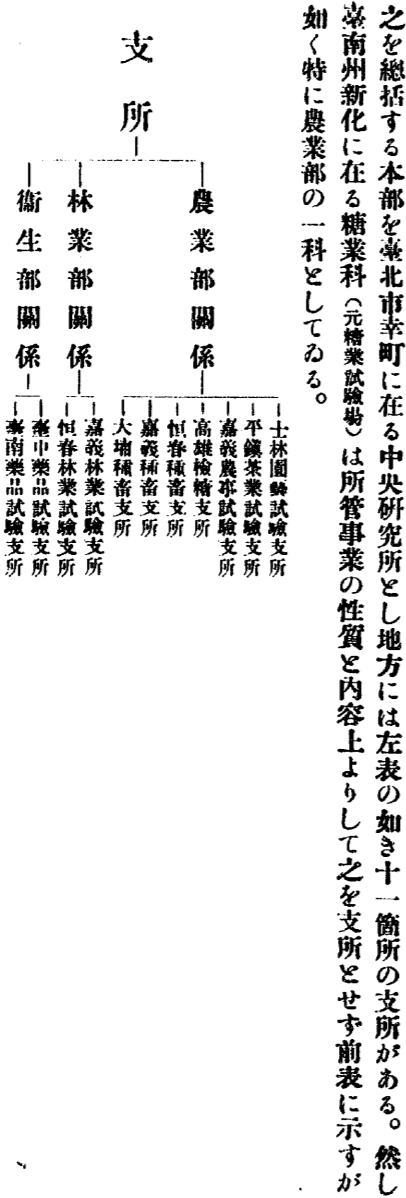 之を總括する本部を臺北市幸町に在る中央硏究所とし地方には左表の如き十一箇所の支所がある。然し
臺南州新化に在る糖業科(元糖業試驗場)は所管事業の性質と內容上よりして之を支所とせず前表に示すが
如く特に農業部の一科としてゐる。
支所
農業部關係
士林園藝試驗支所
平鎭茶業試驗支所
嘉義農事試驗支所
高雄檢糖支所
恒春種畜支所
嘉義種畜支所
大埔種畜支所
林業部關係
嘉義林業試驗支所
恒春林業試驗支所
衞生部關係
臺中藥品試驗支所
臺南藥品試驗支所